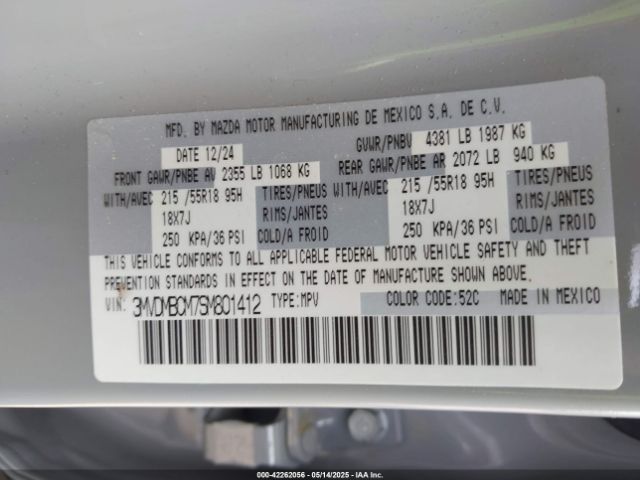 MFD. BY MAZDA MOTOR MANUFACTURING DE MEXICO S.A. DE C.V.
DATE 12/24 GVWR/PNBV 4381 LB 1987 KG
FRONT GAWR/PNBE AV 2355 LB 1068 KG REAR GAWR/PNBE AR 2072 LB 940 KG
WITH/AVEC 215 /55R18 95H TIRES/PNEUS WITH/AVEC 215 /55R18 95H TIRES/PNEUS
18X7J RIMS/JANTES 18X7J RIMS/JANTES
250 KPA/36 PSI COLD/A FROID 250 KPA/36 PSI COLD/A FROID
THIS VEHICLE CONFORMS TO ALL APPLICABLE FEDERAL MOTOR VEHICLE SAFETY AND THEFT
PREVENTION STANDARDS IN EFFECT ON THE DATE OF MANUFACTURE SHOWN ABOVE.
VIN: 3MVDMBCM7SM801412 TYPE:MPV COLOR CODE:52C MADE IN MEXICO
000-42262056 - 05/14/2025 - IAA Inc.